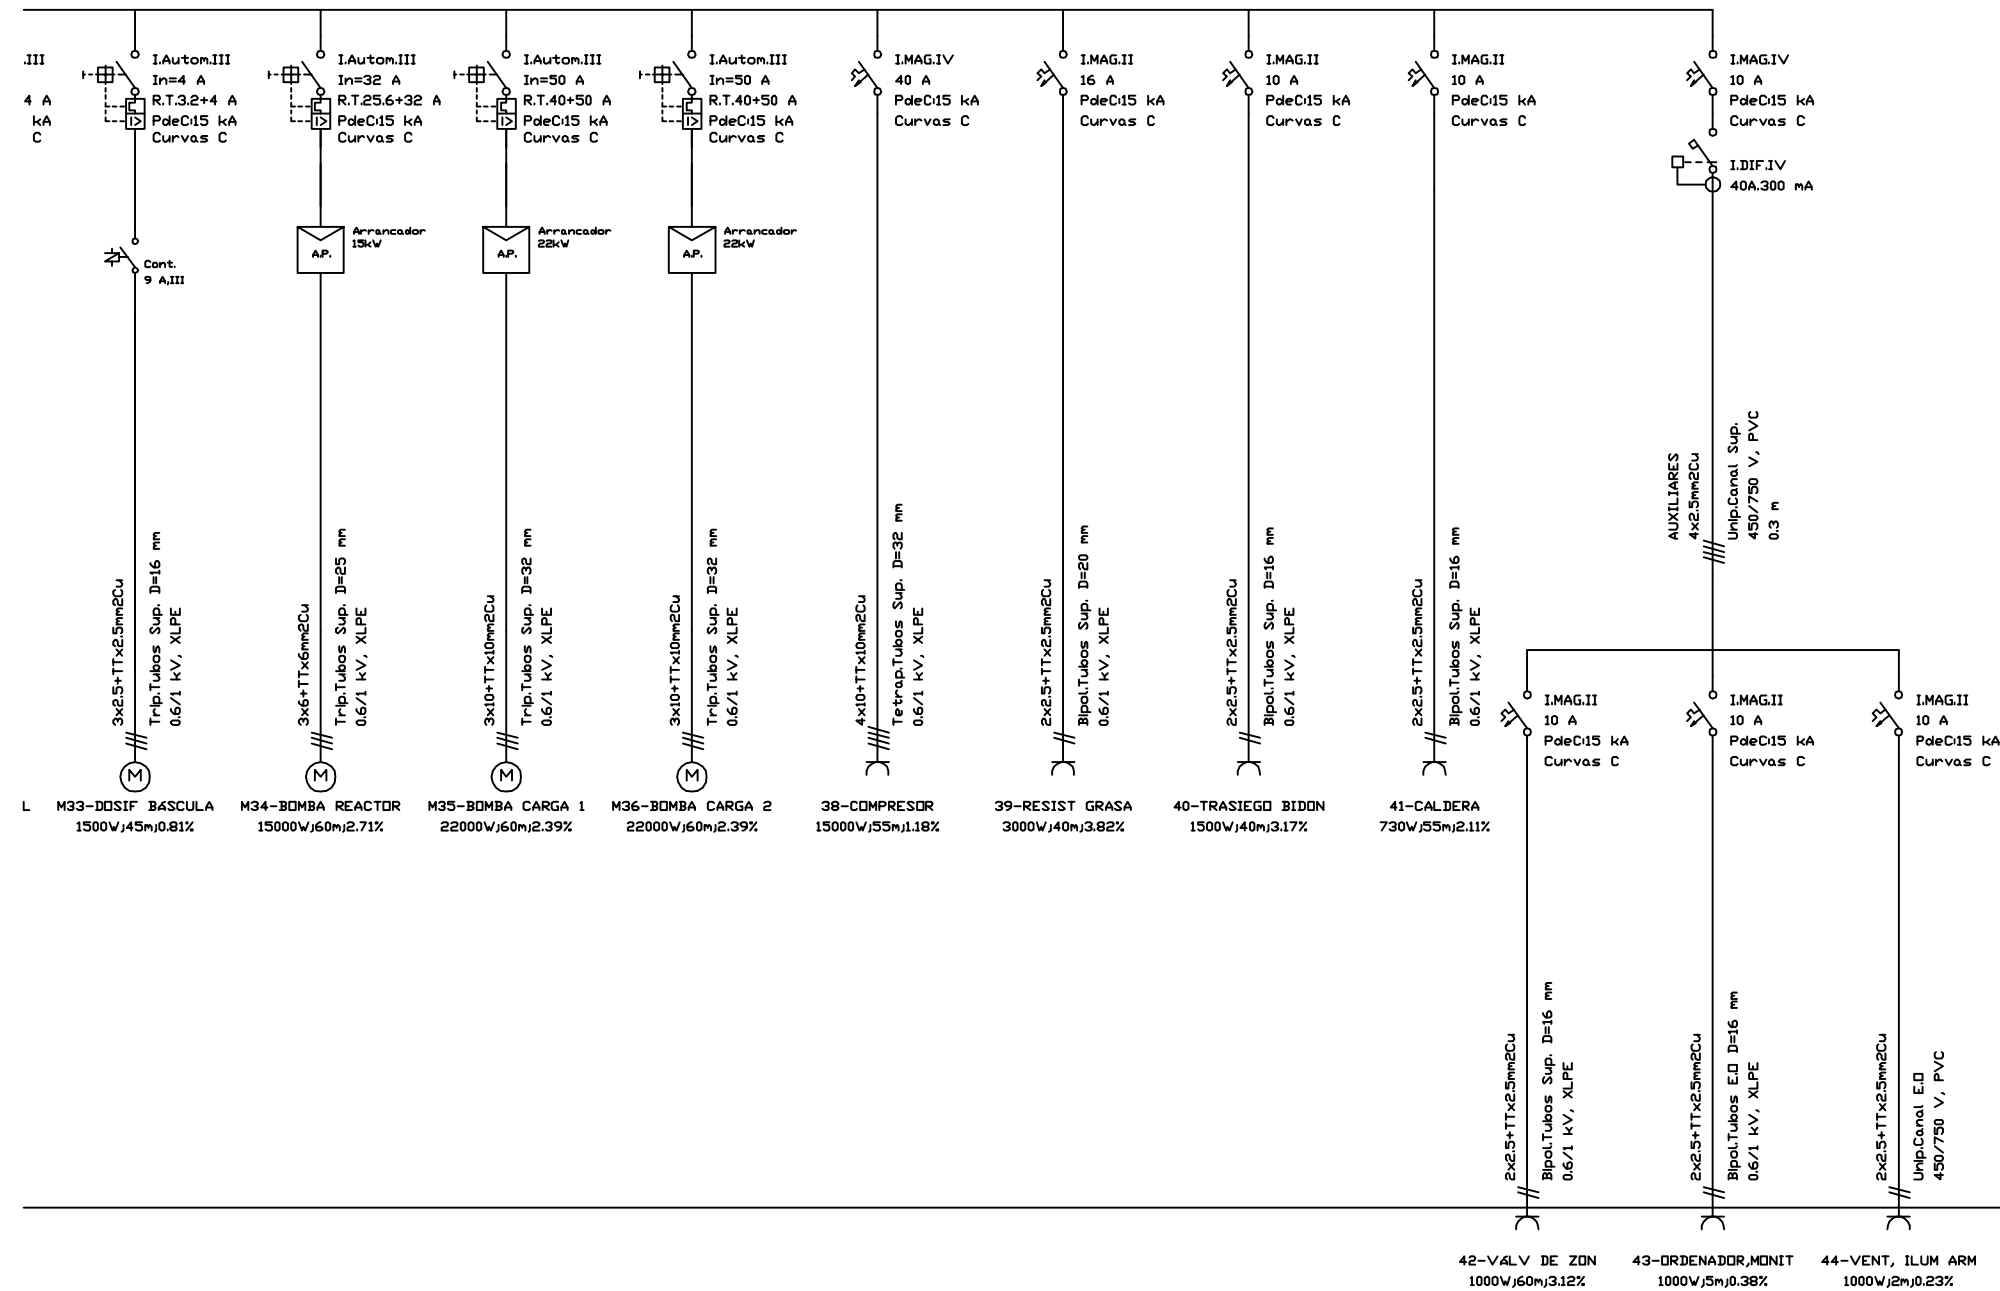 .III
4 A
kA
C
L
I.Autom.III
In=4 A
R.T.3.2÷4 A
PdeC:15 kA
Curvas C
Cont.
9 A,III
3x2.5+TTx2.5mm2Cu
Trip.Tubos Sup. D=16 mm
0.6/1 kV, XLPE
M
M33-DOSIF BÁSCULA
1500W;45m;0.81%
I.Autom.III
In=32 A
R.T.25.6÷32 A
PdeC:15 kA
Curvas C
Arrancador
15kW
A.P.
3x6+TTx6mm2Cu
Trip.Tubos Sup. D=25 mm
0.6/1 kV, XLPE
M
M34-BOMBA REACTOR
15000W;60m;2.71%
I.Autom.III
In=50 A
R.T.40÷50 A
PdeC:15 kA
Curvas C
Arrancador
22kW
A.P.
3x10+TTx10mm2Cu
Trip.Tubos Sup. D=32 mm
0.6/1 kV, XLPE
M
M35-BOMBA CARGA 1
22000W;60m;2.39%
I.Autom.III
In=50 A
R.T.40÷50 A
PdeC:15 kA
Curvas C
Arrancador
22kW
A.P.
3x10+TTx10mm2Cu
Trip.Tubos Sup. D=32 mm
0.6/1 kV, XLPE
M
M36-BOMBA CARGA 2
22000W;60m;2.39%
I.MAG.IV
40 A
PdeC:15 kA
Curvas C
4x10+TTx10mm2Cu
Tetrap.Tubos Sup. D=32 mm
0.6/1 kV, XLPE
38-COMPRESOR
15000W;55m;1.18%
I.MAG.II
16 A
PdeC:15 kA
Curvas C
2x2.5+TTx2.5mm2Cu
Bipol.Tubos Sup. D=20 mm
0.6/1 kV, XLPE
39-RESIST GRASA
3000W;40m;3.82%
I.MAG.II
10 A
PdeC:15 kA
Curvas C
2x2.5+TTx2.5mm2Cu
Bipol.Tubos Sup. D=16 mm
0.6/1 kV, XLPE
40-TRASIEGO BIDON
1500W;40m;3.17%
I.MAG.II
10 A
PdeC:15 kA
Curvas C
2x2.5+TTx2.5mm2Cu
Bipol.Tubos Sup. D=16 mm
0.6/1 kV, XLPE
41-CALDERA
730W;55m;2.11%
I.MAG.IV
10 A
PdeC:15 kA
Curvas C
I.DIF.IV
40A.300 mA
AUXILIARES
4x2.5mm2Cu
Unip.Canal Sup.
450/750 V, PVC
0.3 m
I.MAG.II
10 A
PdeC:15 kA
Curvas C
2x2.5+TTx2.5mm2Cu
Bipol.Tubos Sup. D=16 mm
0.6/1 kV, XLPE
42-VÁLV DE ZON
1000W;60m;3.12%
I.MAG.II
10 A
PdeC:15 kA
Curvas C
2x2.5+TTx2.5mm2Cu
Bipol.Tubos E.O D=16 mm
0.6/1 kV, XLPE
43-ORDENADOR,MONIT
1000W;5m;0.38%
I.MAG.II
10 A
PdeC:15 kA
Curvas C
2x2.5+TTx2.5mm2Cu
Unip.Canal E.O
450/750 V, PVC
44-VENT, ILUM ARM
1000W;2m;0.23%